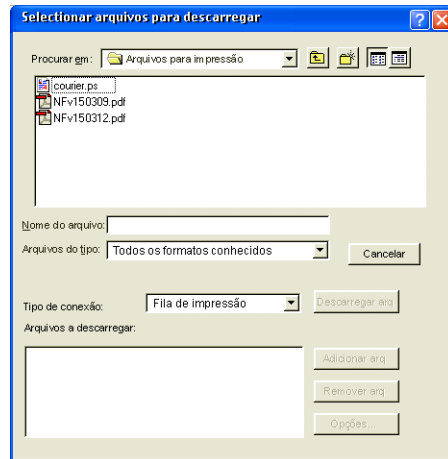 Selectionar arquivos para descarregar
Procurar em: Arquivos para impressão
courier.ps
NFv150309.pdf
NFv150312.pdf
Nome do arquivo:
Arquivos do tipo: Todos os formatos conhecidos Cancelar
Tipo de conexão: Fila de impressão Descarregar arq
Arquivos a descarregar:
Adicionar arq
Remover arq
Opções...